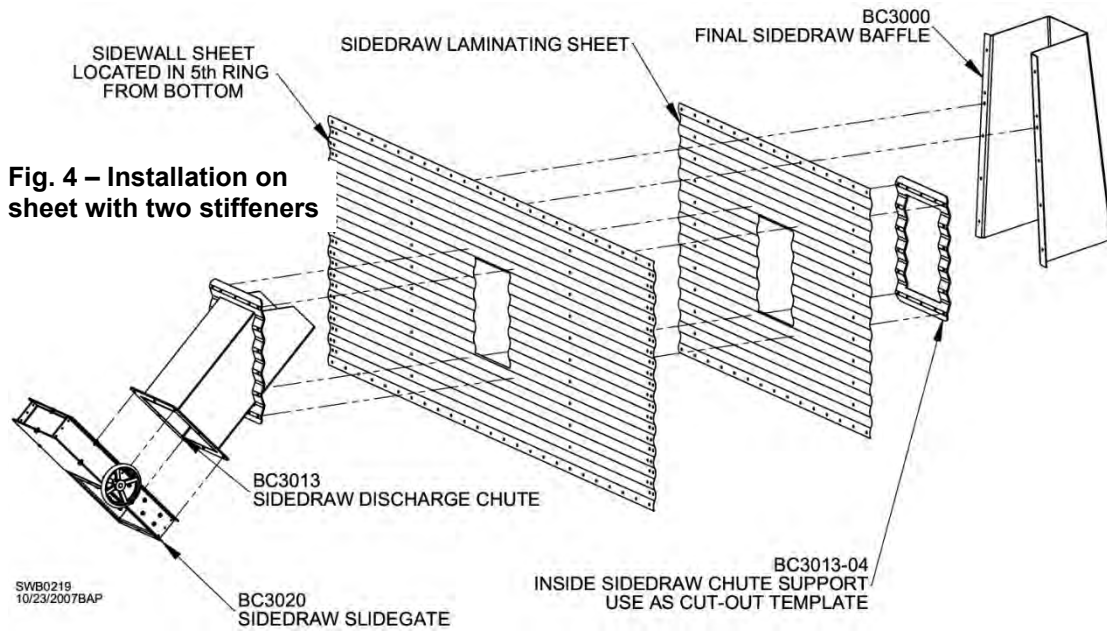 SIDEWALL SHEET
LOCATED IN 5th RING
FROM BOTTOM
SIDEDRAW LAMINATING SHEET
BC3000
FINAL SIDEDRAW BAFFLE
Fig. 4 – Installation on
sheet with two stiffeners
BC3013
SIDEDRAW DISCHARGE CHUTE
BC3020
SIDEDRAW SLIDEGATE
BC3013-04
INSIDE SIDEDRAW CHUTE SUPPORT
USE AS CUT-OUT TEMPLATE
SWB0219
10/23/2007BAP